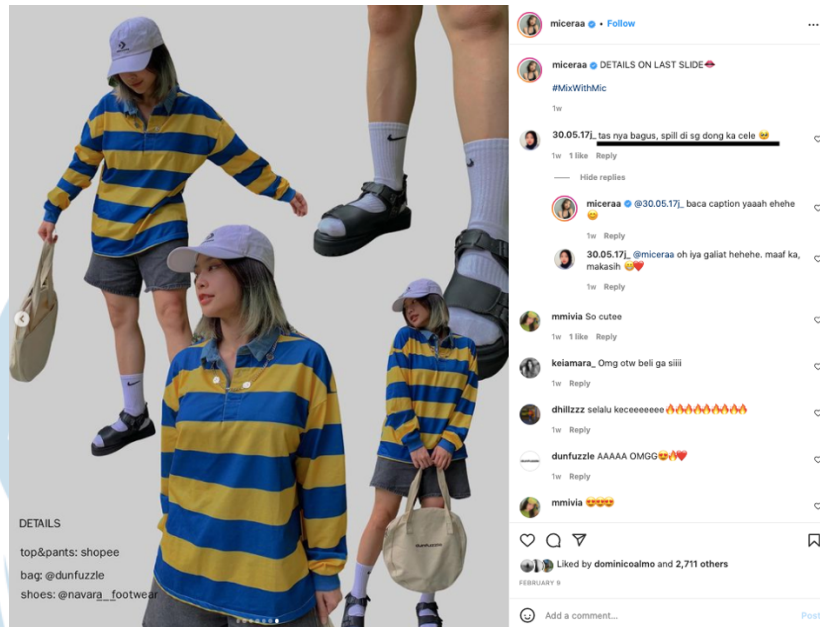 CONVERSE
DETAILS
top&pants: shopee
bag: @dunfuzzle
shoes: @navara__footwear
dunfuzzle
miceraa • Follow
miceraa DETAILS ON LAST SLIDE
#MixWithMic
1w
30.05.17j_ tas nya bagus, spill di sg dong ka cele
1w 1 like Reply
Hide replies
miceraa @30.05.17j_ baca caption yaaah ehehe
1w Reply
30.05.17j_ @miceraa oh iya galiat hehehe. maaf ka,
makasih
1w Reply
mmivia So cutee
1w 1 like Reply
keiamara_ Omg otw beli ga siiii
1w Reply
dhillzzz selalu keceeeeeee
1w Reply
dunfuzzle AAAAA OMGG
1w Reply
mmivia
Liked by dominicoalmo and 2,711 others
FEBRUARY 9
Add a comment...
Post